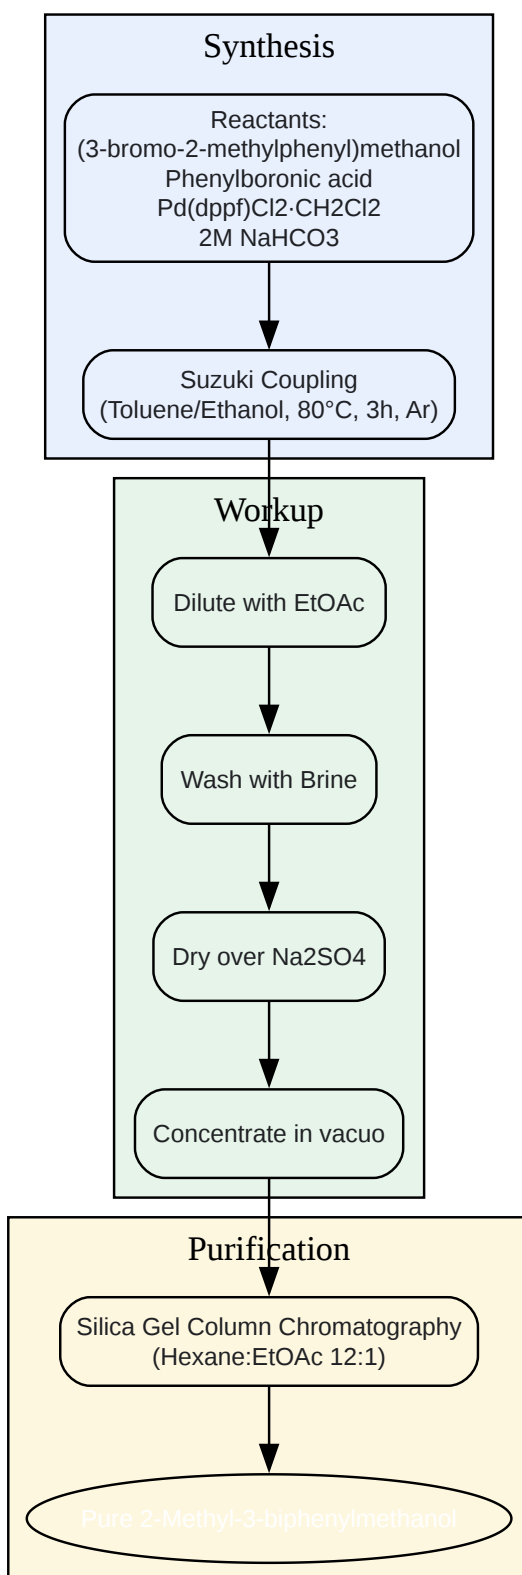 Synthesis
Reactants:
(3-bromo-2-methylphenyl)methanol
Phenylboronic acid
Pd(dppf)Cl2·CH2Cl2
2M NaHCO3
Suzuki Coupling
(Toluene/Ethanol, 80°C, 3h, Ar)
Workup
Dilute with EtOAc
Wash with Brine
Dry over Na2SO4
Concentrate in vacuo
Purification
Silica Gel Column Chromatography
(Hexane:EtOAc 12:1)
Pure 2-Methyl-3-biphenylmethanol